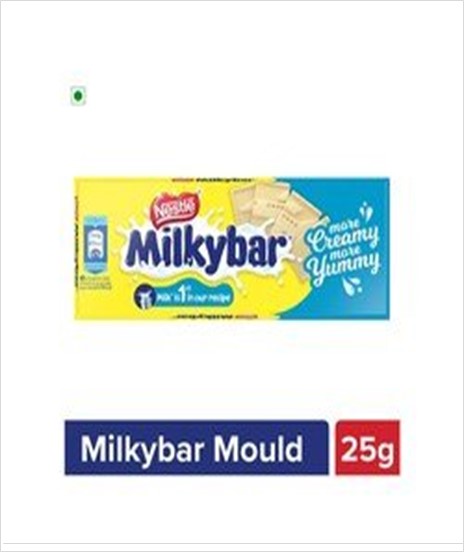 Nestlé
Milkybar
more
Creamy
more
Yummy
Milk is 1st in our recipe
Milkybar Mould
25g